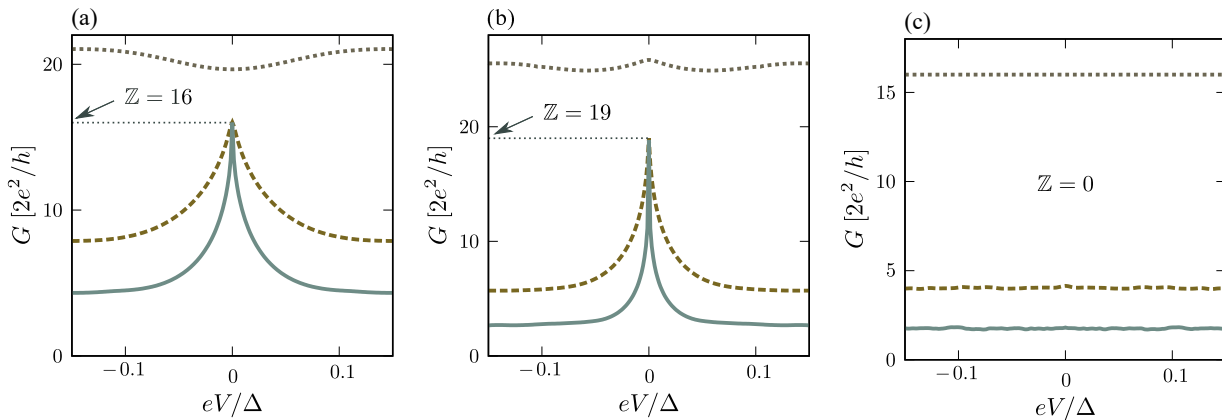 (a)
G [2e²/h]
20
10
0
ℤ = 16
−0.1
0
0.1
eV/Δ
(b)
G [2e²/h]
20
10
0
ℤ = 19
−0.1
0
0.1
eV/Δ
(c)
G [2e²/h]
15
10
5
0
ℤ = 0
−0.1
0
0.1
eV/Δ